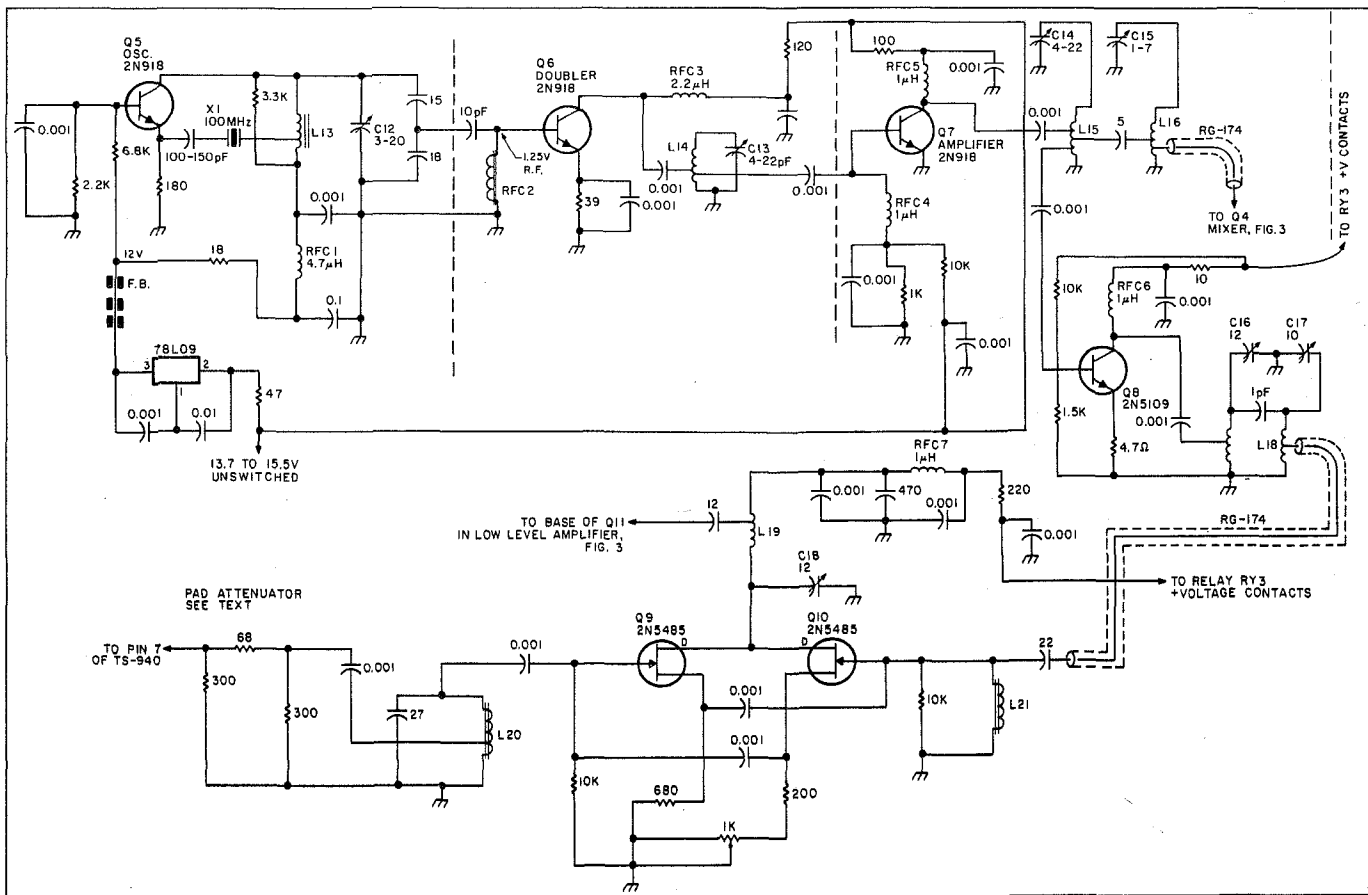 Q5
OSC.
2N918
0.001
2.2K
6.8K
X1
100MHz
100-150pF
180
3.3K
L13
C12
3-20
15
18
0.001
RFC1
4.7µH
0.1
12V
18
F.B.
78L09
3
2
1
0.001
0.01
47
13.7 TO 15.5V
UNSWITCHED
10pF
Q6
DOUBLER
2N918
1.25V
R.F.
RFC2
39
0.001
RFC3
2.2µH
L14
C13
4-22pF
0.001
0.001
120
100
RFC5
1µH
0.001
Q7
AMPLIFIER
2N918
RFC4
1µH
0.001
1K
10K
0.001
C14
4-22
C15
1-7
0.001
L15
5
L16
RG-174
TO Q4
MIXER, FIG.3
TO RY3 +V CONTACTS
0.001
10K
RFC6
1µH
10
0.001
1.5K
Q8
2N5109
4.7Ω
0.001
C16
12
C17
10
1pF
L18
RG-174
RFC7
1µH
0.001
470
0.001
220
0.001
TO BASE OF Q11
IN LOW LEVEL AMPLIFIER,
FIG. 3
12
L19
C18
12
TO RELAY RY3
+VOLTAGE CONTACTS
PAD ATTENUATOR
SEE TEXT
TO PIN 7
OF TS-940
68
300
300
0.001
27
L20
0.001
Q9
2N5485
D
Q10
2N5485
D
0.001
0.001
10K
680
200
1K
10K
L21
22